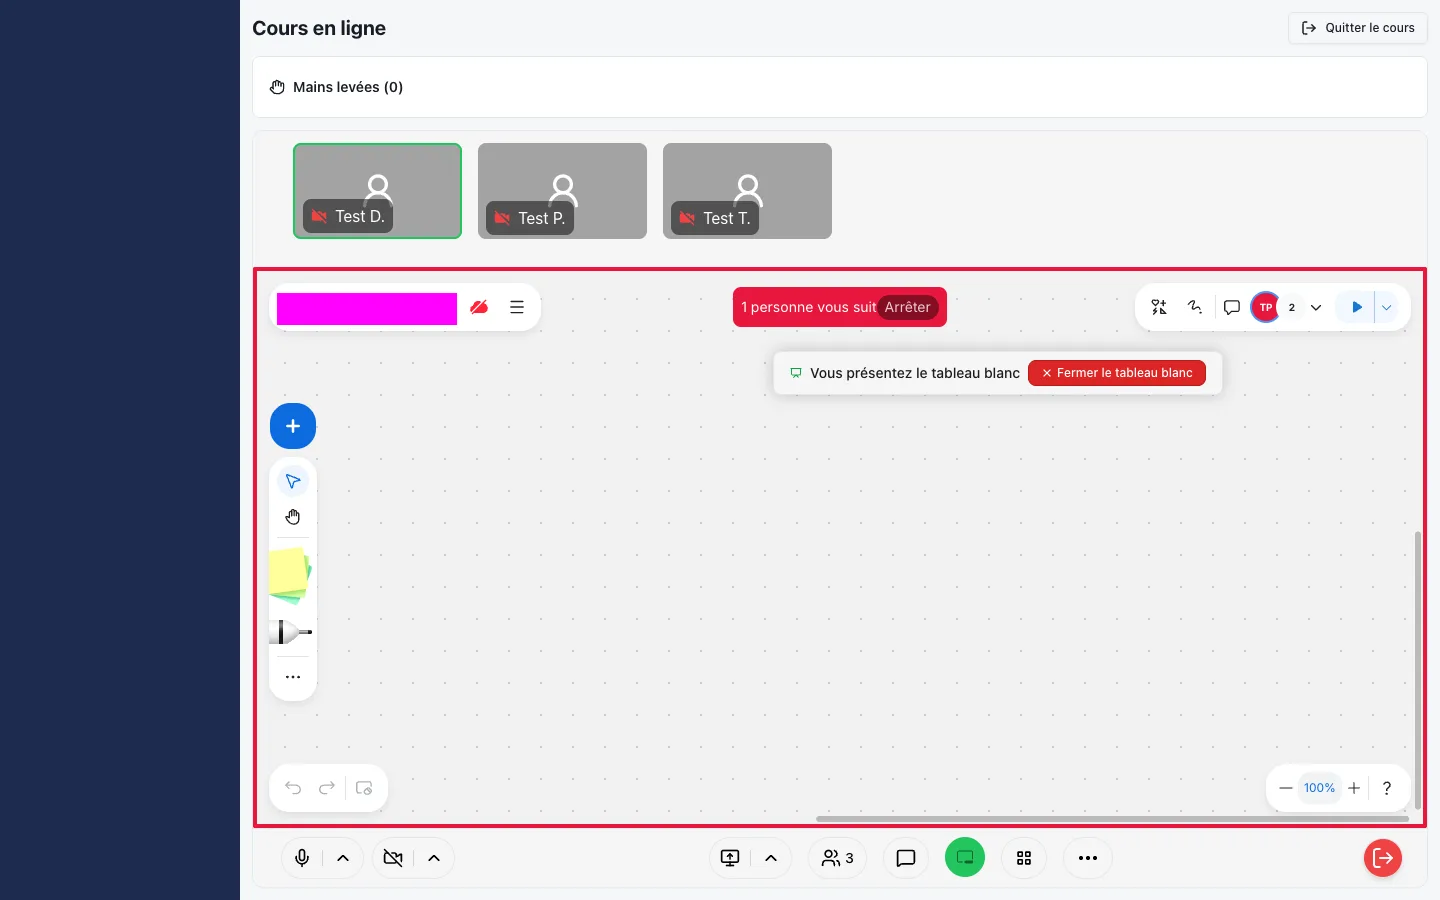 Cours en ligne
Quitter le cours
Mains levées (0)
Test D.
Test P.
Test T.
1 personne vous suit Arrêter
TP
2
Vous présentez le tableau blanc
Fermer le tableau blanc
100%
?
3